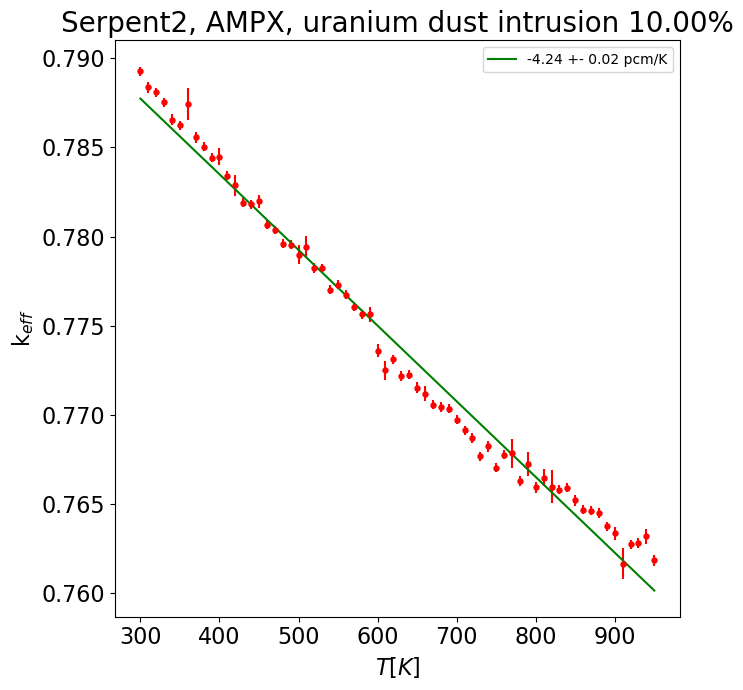 Serpent2, AMPX, uranium dust intrusion 10.00%
-4.24 +- 0.02 pcm/K
0.790
0.785
0.780
0.775
0.770
0.765
0.760
k_eff
300 400 500 600 700 800 900
T[K]